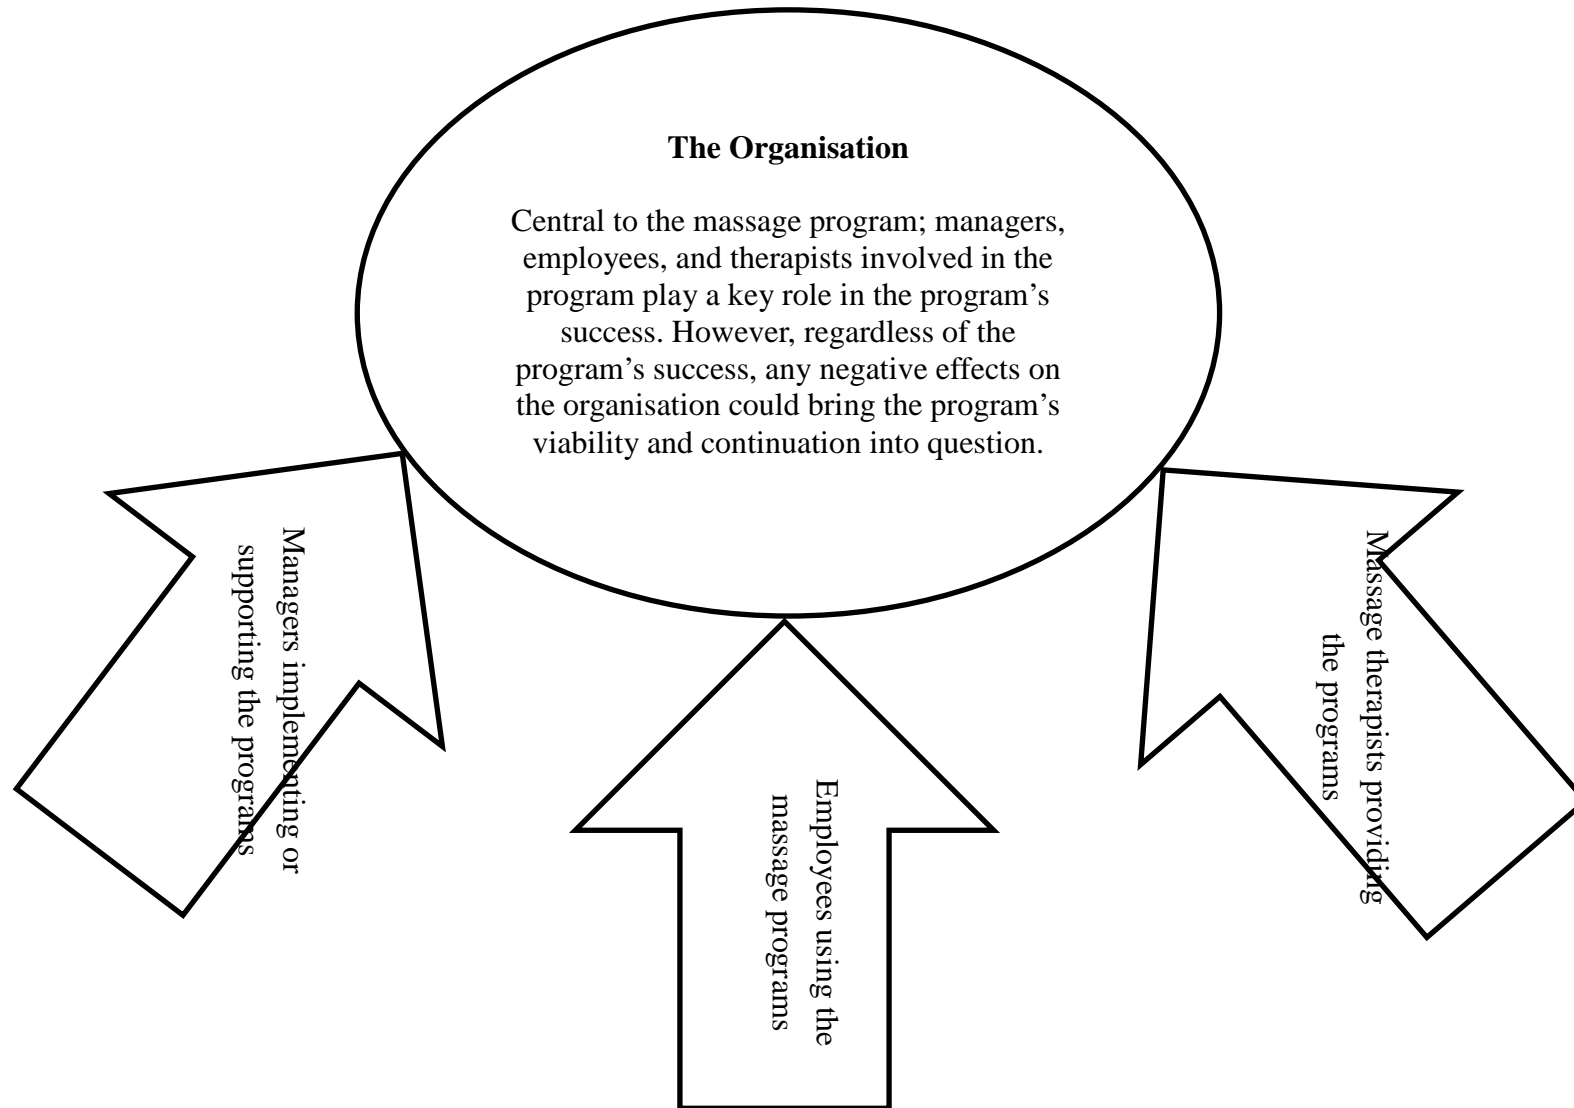 The Organisation
Central to the massage program; managers,
employees, and therapists involved in the
program play a key role in the program’s
success. However, regardless of the
program’s success, any negative effects on
the organisation could bring the program’s
viability and continuation into question.
Managers implementing or
supporting the programs
Employees using the
massage programs
Massage therapists providing
the programs